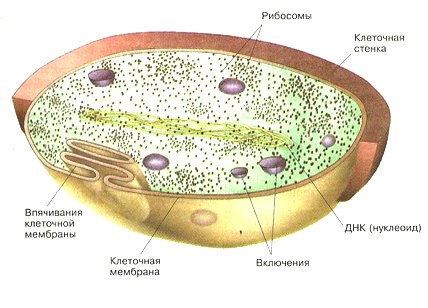 Рибосомы
Клеточная
стенка
Впячивания
клеточной
мембраны
Клеточная
мембрана
Включения
ДНК (нуклеоид)